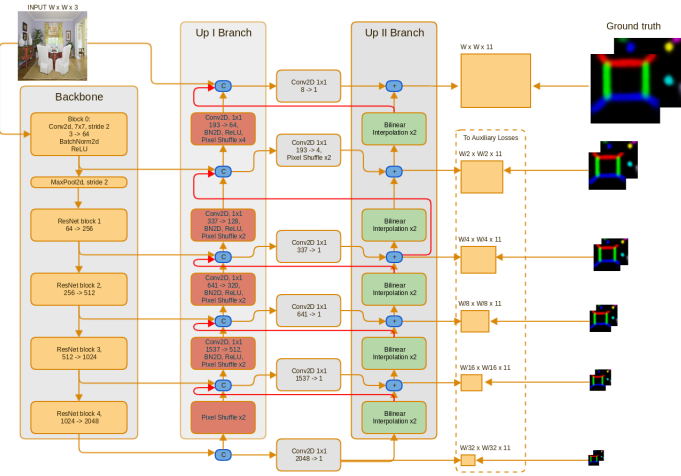 INPUT W x W x 3
Up I Branch
Up II Branch
Ground truth
W x W x 11
Backbone
Block 0:
Conv2d, 7x7, stride 2
3 -> 64
BatchNorm2d
ReLU
MaxPool2d, stride 2
ResNet block 1
64 -> 256
ResNet block 2,
256 -> 512
ResNet block 3,
512 -> 1024
ResNet block 4,
1024 -> 2048
C
Conv2D, 1x1
193 -> 64,
BN2D, ReLU,
Pixel Shuffle x4
C
Conv2D, 1x1
337 -> 128,
BN2D, ReLU,
Pixel Shuffle x2
C
Conv2D, 1x1
641 -> 320,
BN2D, ReLU,
Pixel Shuffle x2
C
Conv2D, 1x1
1537 -> 512,
BN2D, ReLU,
Pixel Shuffle x2
C
Pixel Shuffle x2
C
Conv2D 1x1
8 -> 1
Conv2D 1x1
193 -> 4,
Pixel Shuffle x2
Conv2D 1x1
337 -> 1
Conv2D 1x1
641 -> 1
Conv2D 1x1
1537 -> 1
Conv2D 1x1
2048 -> 1
+
Bilinear
Interpolation x2
+
Bilinear
Interpolation x2
+
Bilinear
Interpolation x2
+
Bilinear
Interpolation x2
+
Bilinear
Interpolation x2
To Auxiliary Losses
W/2 x W/2 x 11
W/4 x W/4 x 11
W/8 x W/8 x 11
W/16 x W/16 x 11
W/32 x W/32 x 11